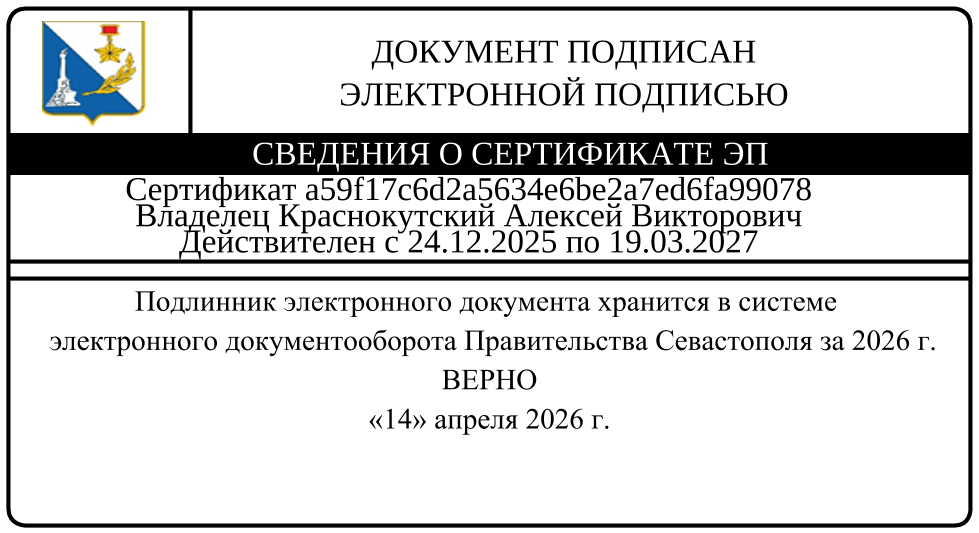 ДОКУМЕНТ ПОДПИСАН
ЭЛЕКТРОННОЙ ПОДПИСЬЮ
СВЕДЕНИЯ О СЕРТИФИКАТЕ ЭП
Сертификат a59f17c6d2a5634e6be2a7ed6fa99078
Владелец Краснокутский Алексей Викторович
Действителен с 24.12.2025 по 19.03.2027
Подлинник электронного документа хранится в системе
электронного документооборота Правительства Севастополя за 2026 г.
ВЕРНО
«14» апреля 2026 г.